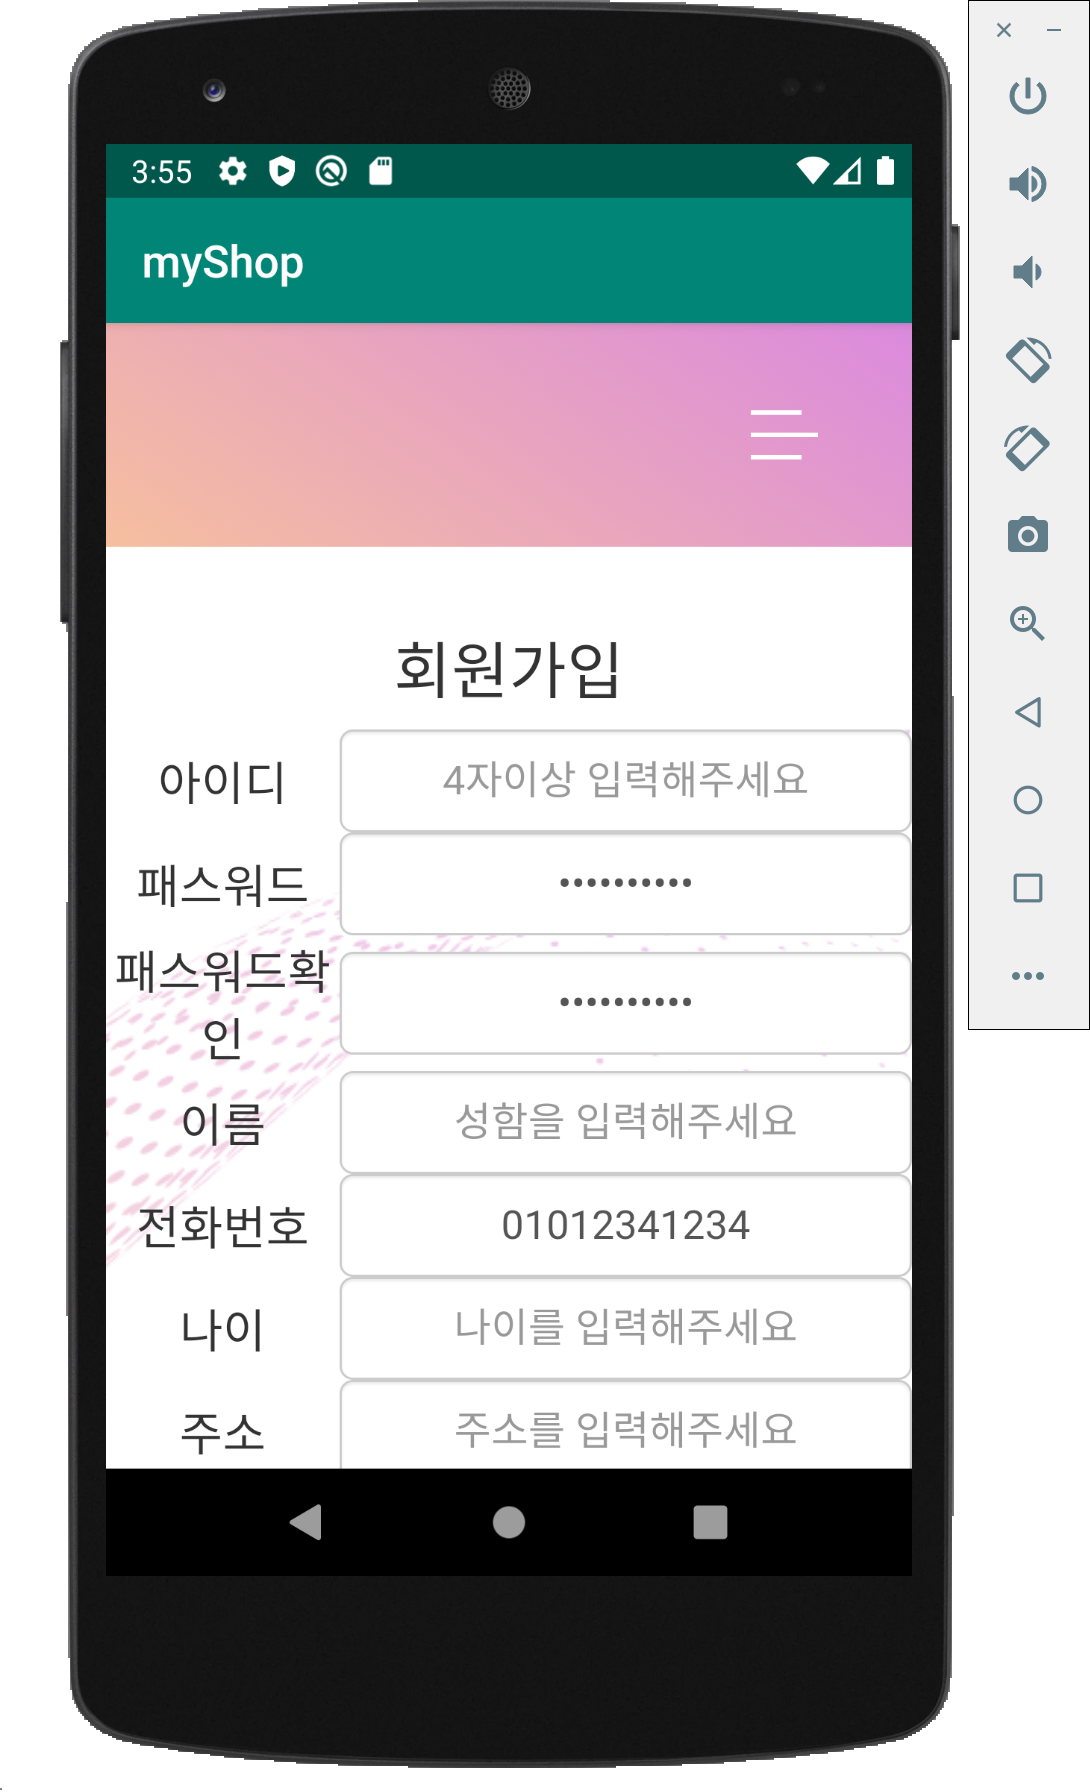 3:55
myShop
회원가입
아이디 4자이상 입력해주세요
패스워드 ••••••••••
패스워드확
인 ••••••••••
이름 성함을 입력해주세요
전화번호 01012341234
나이 나이를 입력해주세요
주소 주소를 입력해주세요